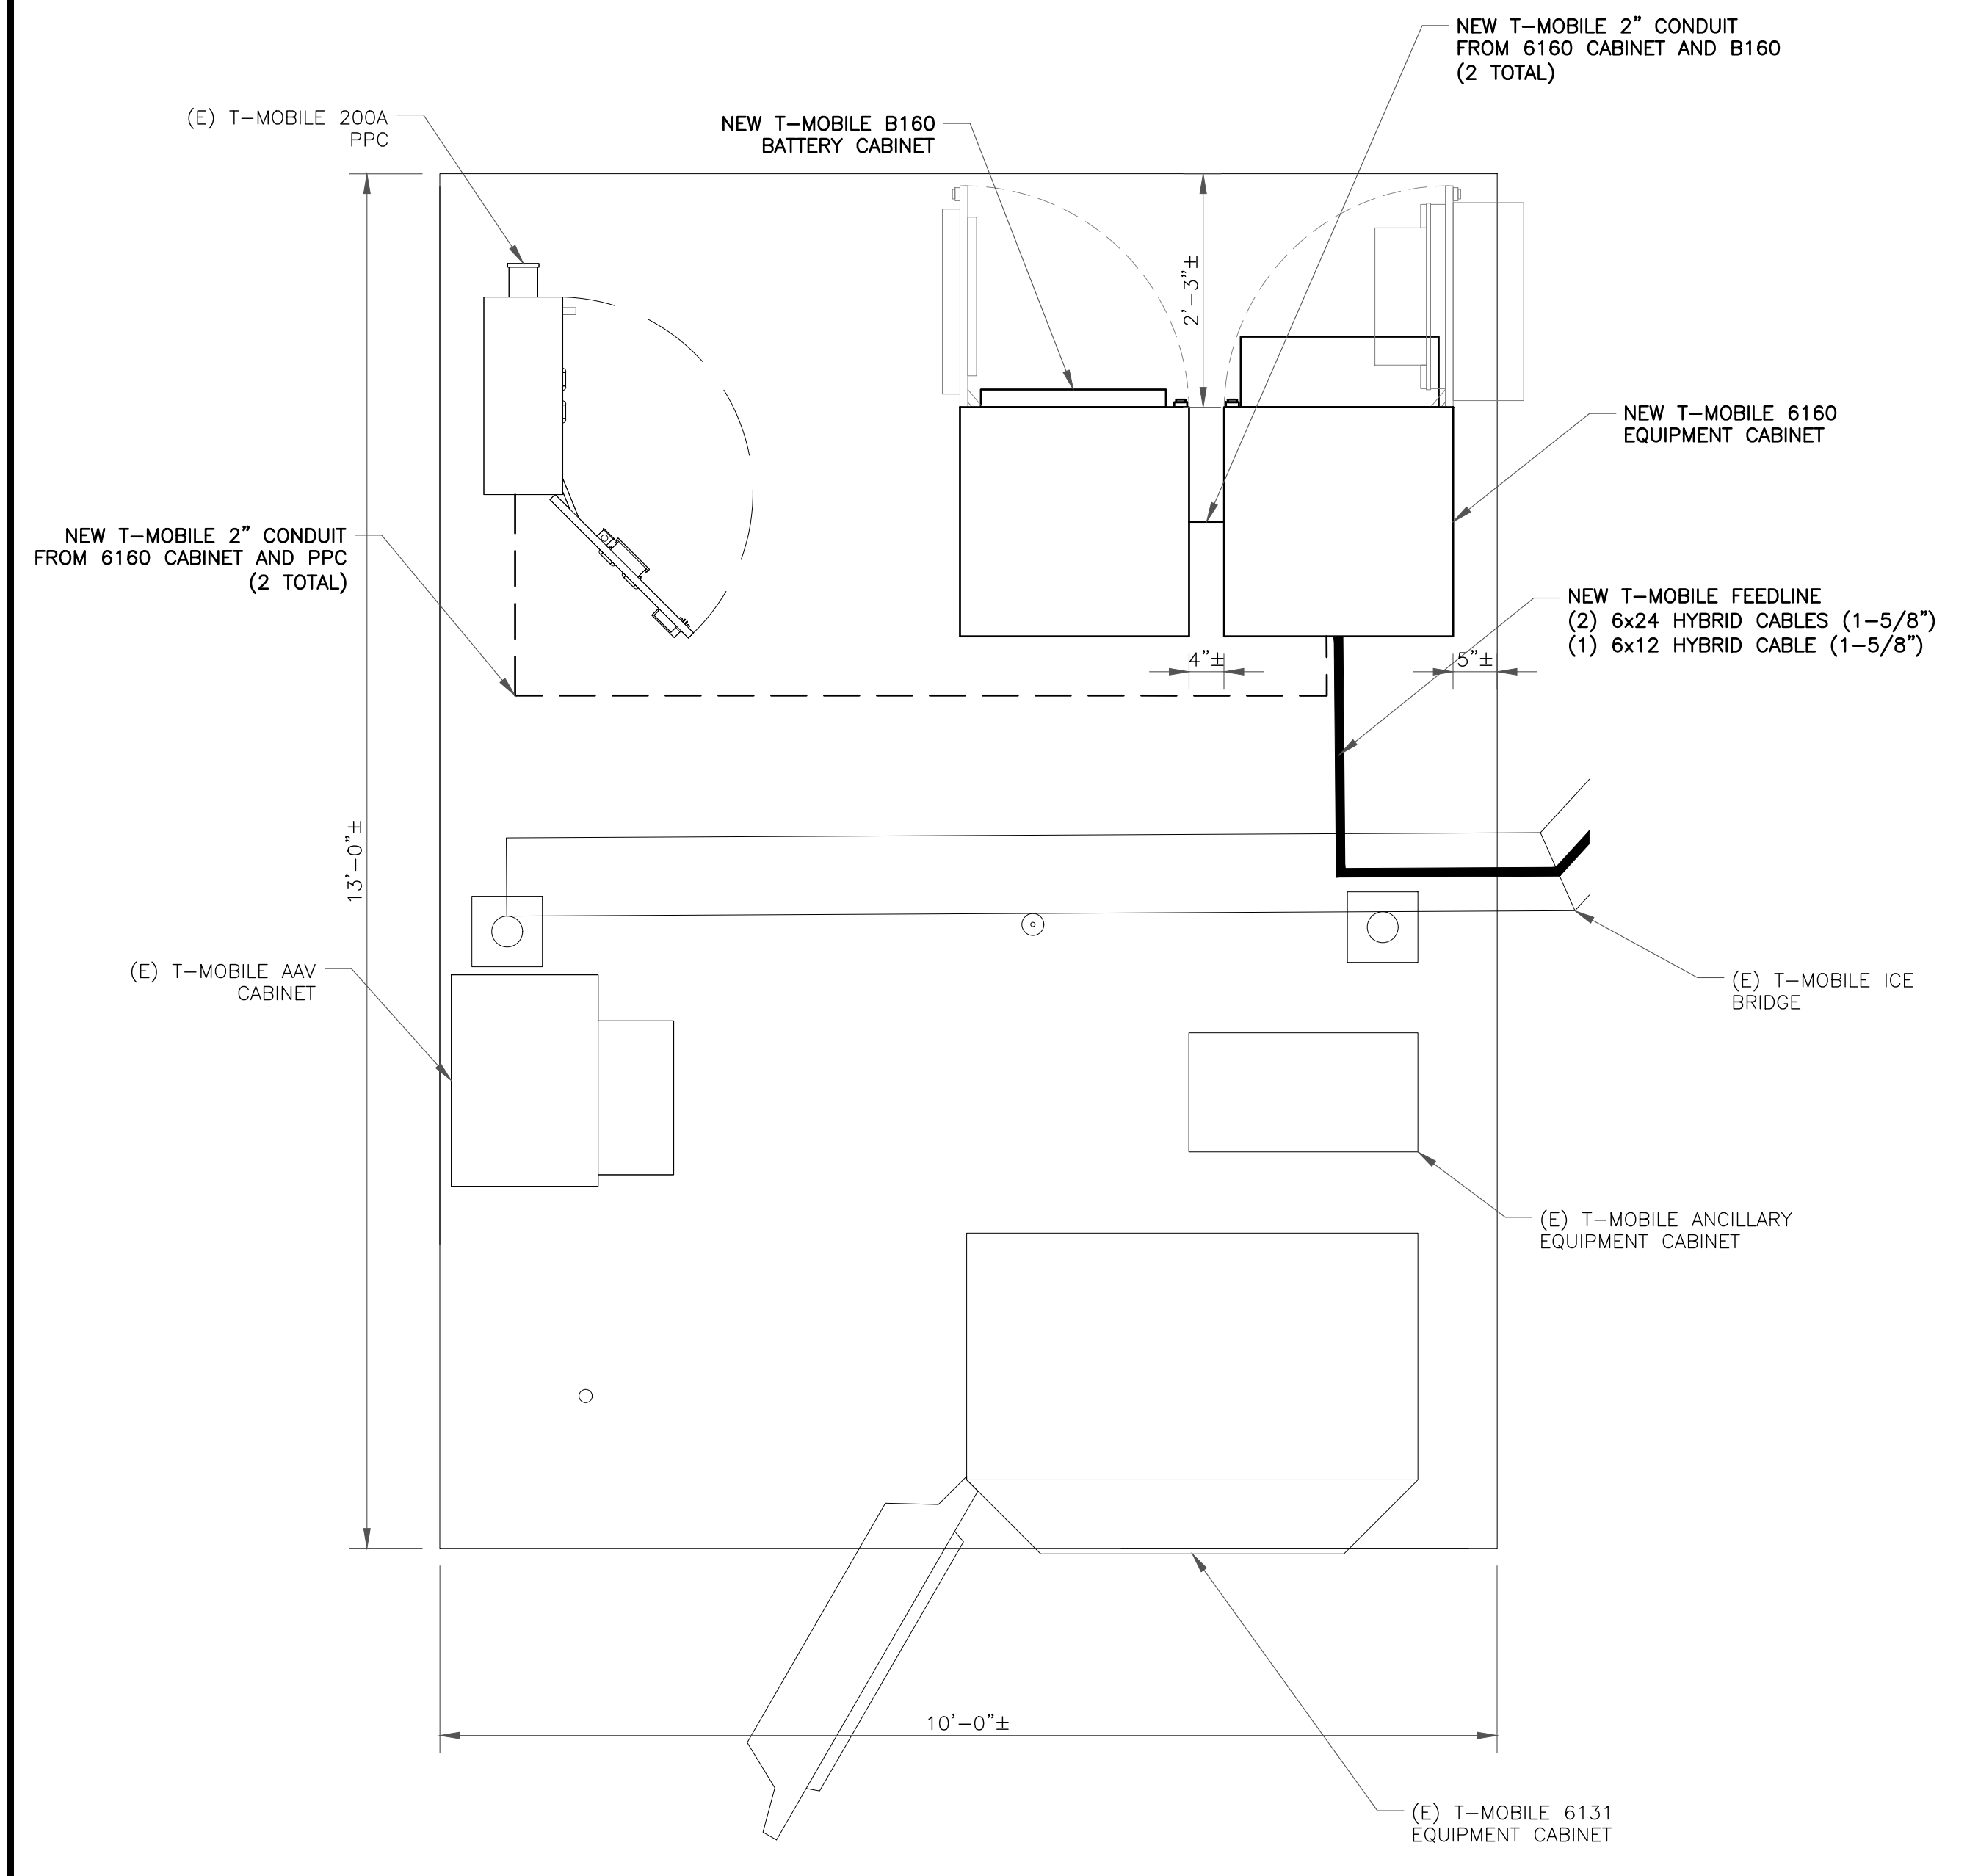 NEW T-MOBILE 2" CONDUIT
FROM 6160 CABINET AND B160
(2 TOTAL)
(E) T-MOBILE 200A
PPC
NEW T-MOBILE B160
BATTERY CABINET
2'-3"±
NEW T-MOBILE 6160
EQUIPMENT CABINET
NEW T-MOBILE 2" CONDUIT
FROM 6160 CABINET AND PPC
(2 TOTAL)
NEW T-MOBILE FEEDLINE
(2) 6x24 HYBRID CABLES (1-5/8")
(1) 6x12 HYBRID CABLE (1-5/8")
4"±
5"±
13'-0"±
(E) T-MOBILE AAV
CABINET
(E) T-MOBILE ICE
BRIDGE
(E) T-MOBILE ANCILLARY
EQUIPMENT CABINET
10'-0"±
(E) T-MOBILE 6131
EQUIPMENT CABINET